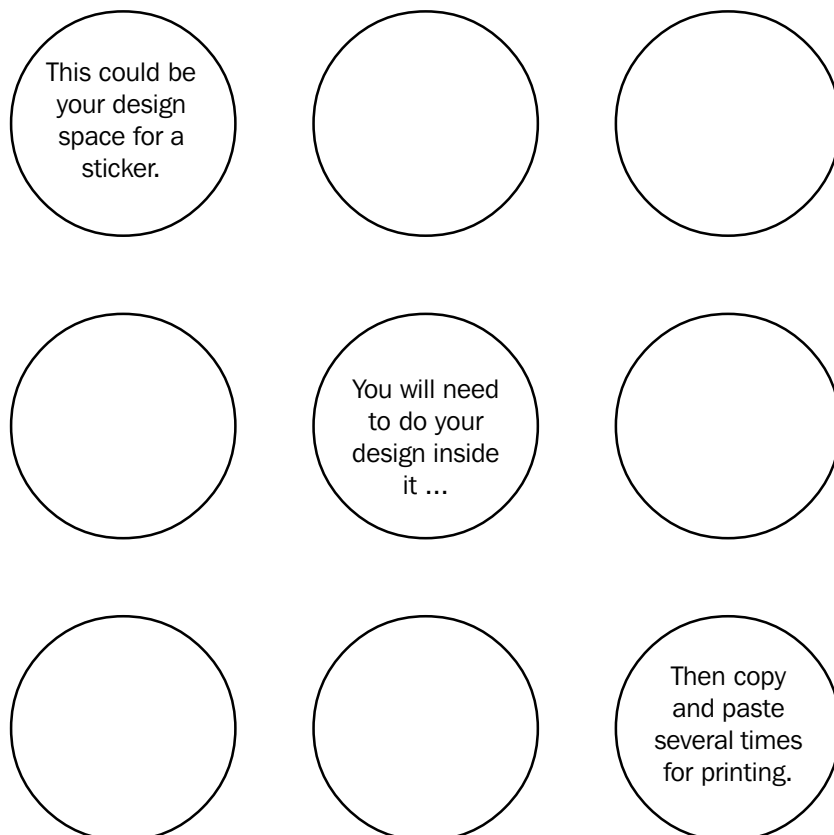 This could be
your design
space for a
sticker.
You will need
to do your
design inside
it ...
Then copy
and paste
several times
for printing.